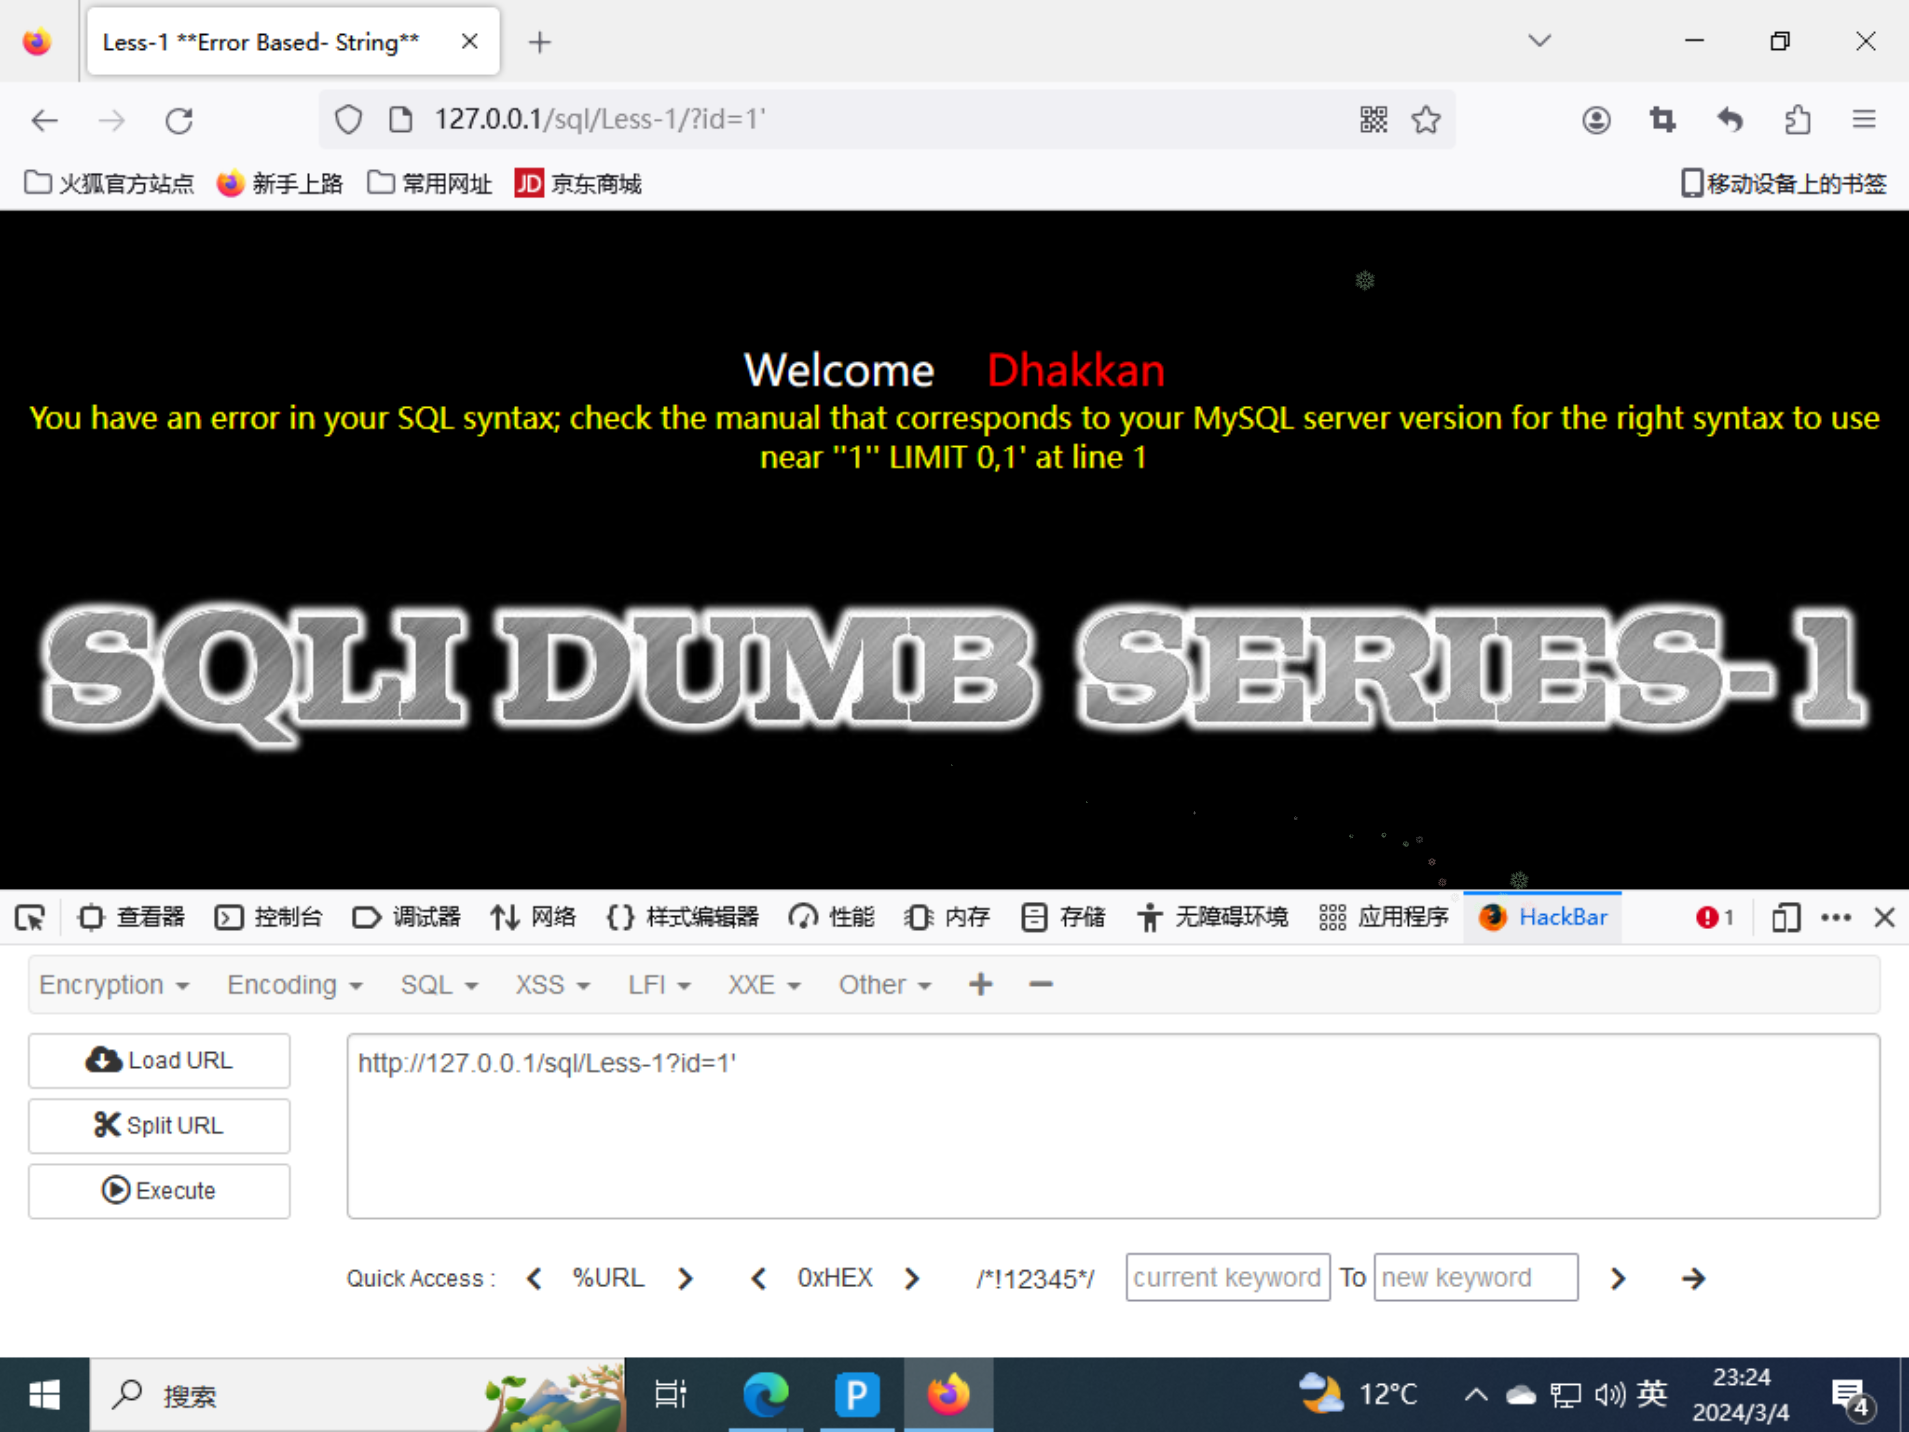 Less-1 **Error Based- String**
127.0.0.1/sql/Less-1/?id=1'
火狐官方站点 新手上路 常用网址 JD 京东商城 移动设备上的书签
Welcome Dhakkan
You have an error in your SQL syntax; check the manual that corresponds to your MySQL server version for the right syntax to use
near ''1'' LIMIT 0,1' at line 1
SQLI DUMB SERIES-1
查看器 控制台 调试器 网络 {} 样式编辑器 性能 内存 存储 无障碍环境 应用程序 HackBar 1
Encryption Encoding SQL XSS LFI XXE Other
Load URL
http://127.0.0.1/sql/Less-1?id=1'
Split URL
Execute
Quick Access : %URL 0xHEX /*!12345*/ current keyword To new keyword
搜索 P 12°C 英 23:24
2024/3/4 4